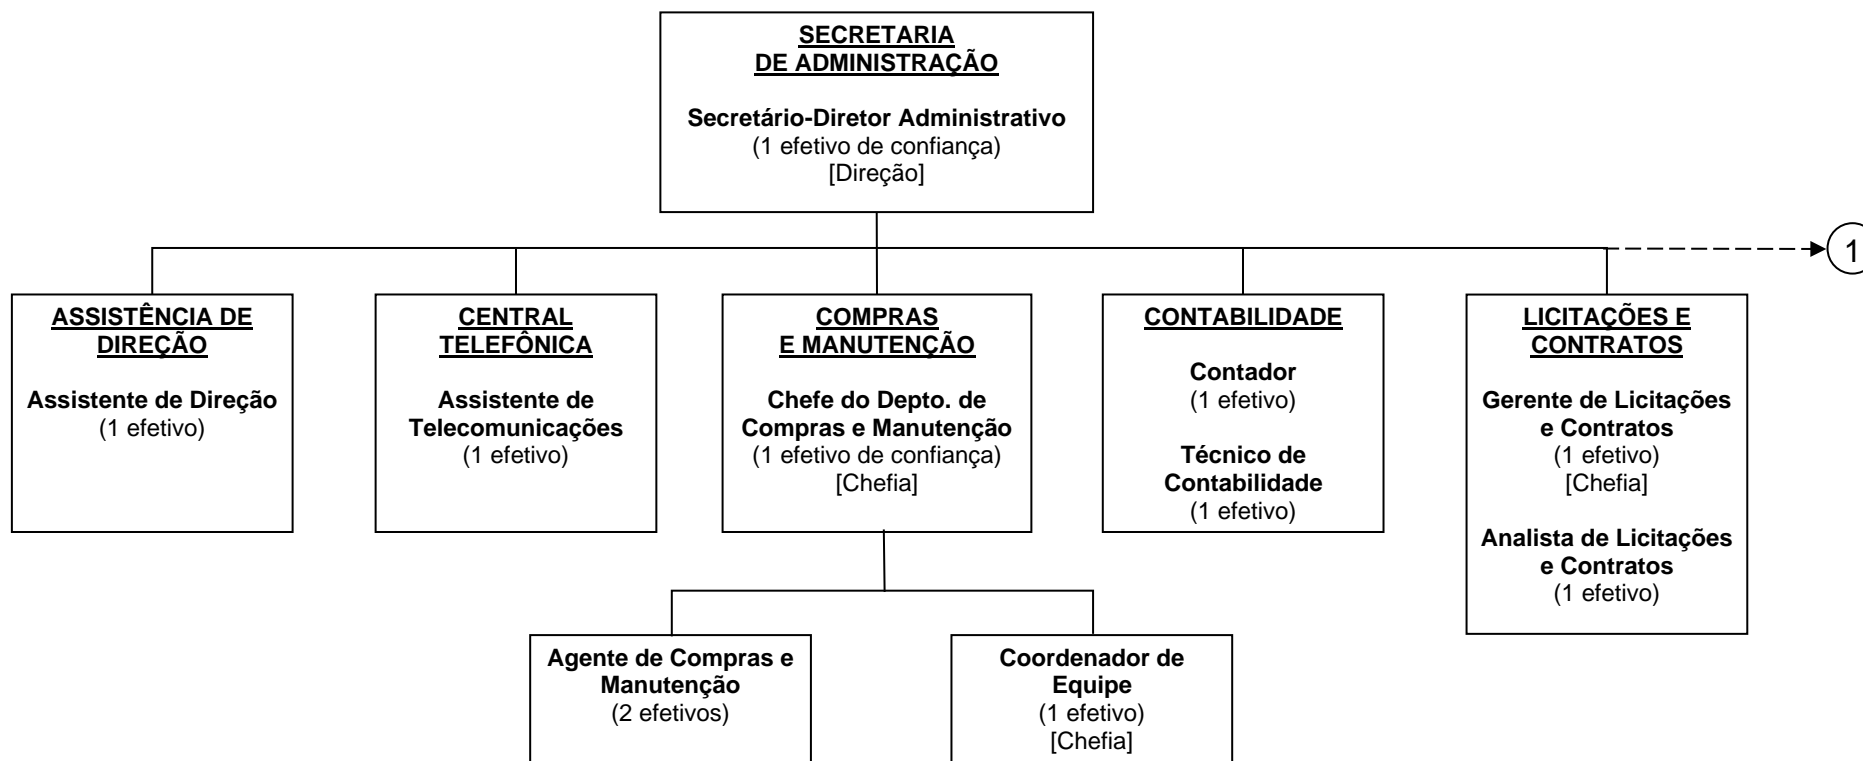 SECRETARIA
DE ADMINISTRAÇÃO
Secretário-Diretor Administrativo
(1 efetivo de confiança)
[Direção]
1
ASSISTÊNCIA DE
DIREÇÃO
Assistente de Direção
(1 efetivo)
CENTRAL
TELEFÔNICA
Assistente de
Telecomunicações
(1 efetivo)
COMPRAS
E MANUTENÇÃO
Chefe do Depto. de
Compras e Manutenção
(1 efetivo de confiança)
[Chefia]
CONTABILIDADE
Contador
(1 efetivo)
Técnico de
Contabilidade
(1 efetivo)
LICITAÇÕES E
CONTRATOS
Gerente de Licitações
e Contratos
(1 efetivo)
[Chefia]
Analista de Licitações
e Contratos
(1 efetivo)
Agente de Compras e
Manutenção
(2 efetivos)
Coordenador de
Equipe
(1 efetivo)
[Chefia]